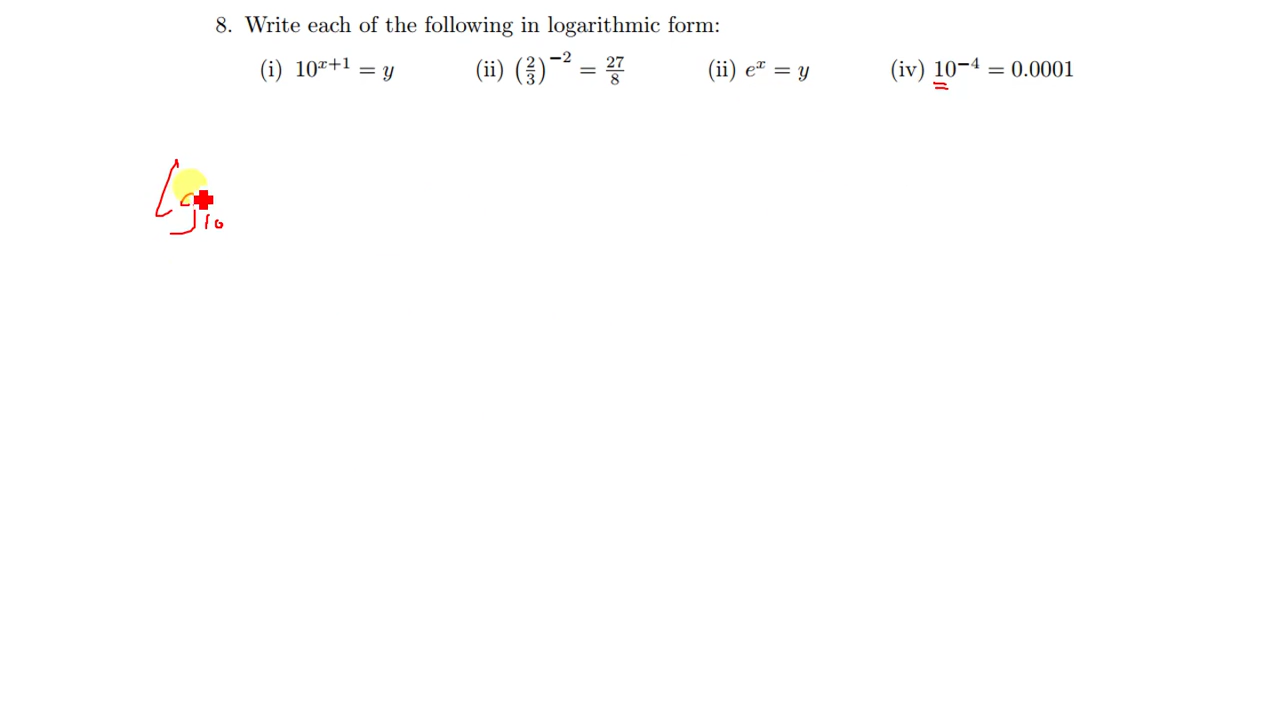 8. Write each of the following in logarithmic form:
(i) 10^{x+1} = y (ii) (2/3)^{−2} = 27/8 (ii) e^x = y (iv) 10^{−4} = 0.0001
log₁₀